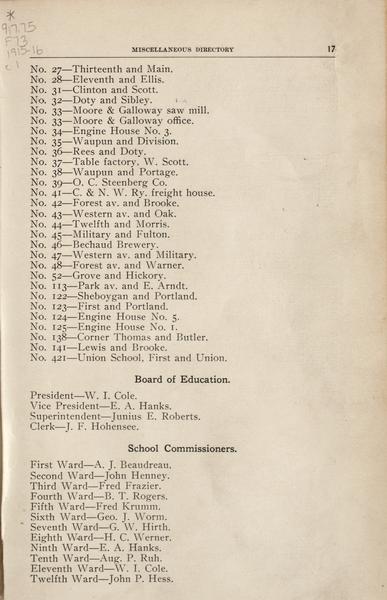 *
917.75
F73
1915-16
c 1
MISCELLANEOUS DIRECTORY 17
No. 27—Thirteenth and Main.
No. 28—Eleventh and Ellis.
No. 31—Clinton and Scott.
No. 32—Doty and Sibley.
No. 33—Moore & Galloway saw mill.
No. 33—Moore & Galloway office.
No. 34—Engine House No. 3.
No. 35—Waupun and Division.
No. 36—Rees and Doty.
No. 37—Table factory, W. Scott.
No. 38—Waupun and Portage.
No. 39—O. C. Steenberg Co.
No. 41—C. & N. W. Ry. freight house.
No. 42—Forest av. and Brooke.
No. 43—Western av. and Oak.
No. 44—Twelfth and Morris.
No. 45—Military and Fulton.
No. 46—Bechaud Brewery.
No. 47—Western av. and Military.
No. 48—Forest av. and Warner.
No. 52—Grove and Hickory.
No. 113—Park av. and E. Arndt.
No. 122—Sheboygan and Portland.
No. 123—First and Portland.
No. 124—Engine House No. 5.
No. 125—Engine House No. 1.
No. 138—Corner Thomas and Butler.
No. 141—Lewis and Brooke.
No. 421—Union School, First and Union.
Board of Education.
President—W. I. Cole.
Vice President—E. A. Hanks.
Superintendent—Junius E. Roberts.
Clerk—J. F. Hohensee.
School Commissioners.
First Ward—A. J. Beaudreau.
Second Ward—John Henney.
Third Ward—Fred Frazier.
Fourth Ward—B. T. Rogers.
Fifth Ward—Fred Krumm.
Sixth Ward—Geo. J. Worm.
Seventh Ward—G. W. Hirth.
Eighth Ward—H. C. Werner.
Ninth Ward—E. A. Hanks.
Tenth Ward—Aug. P. Ruh.
Eleventh Ward—W. I. Cole.
Twelfth Ward—John P. Hess.